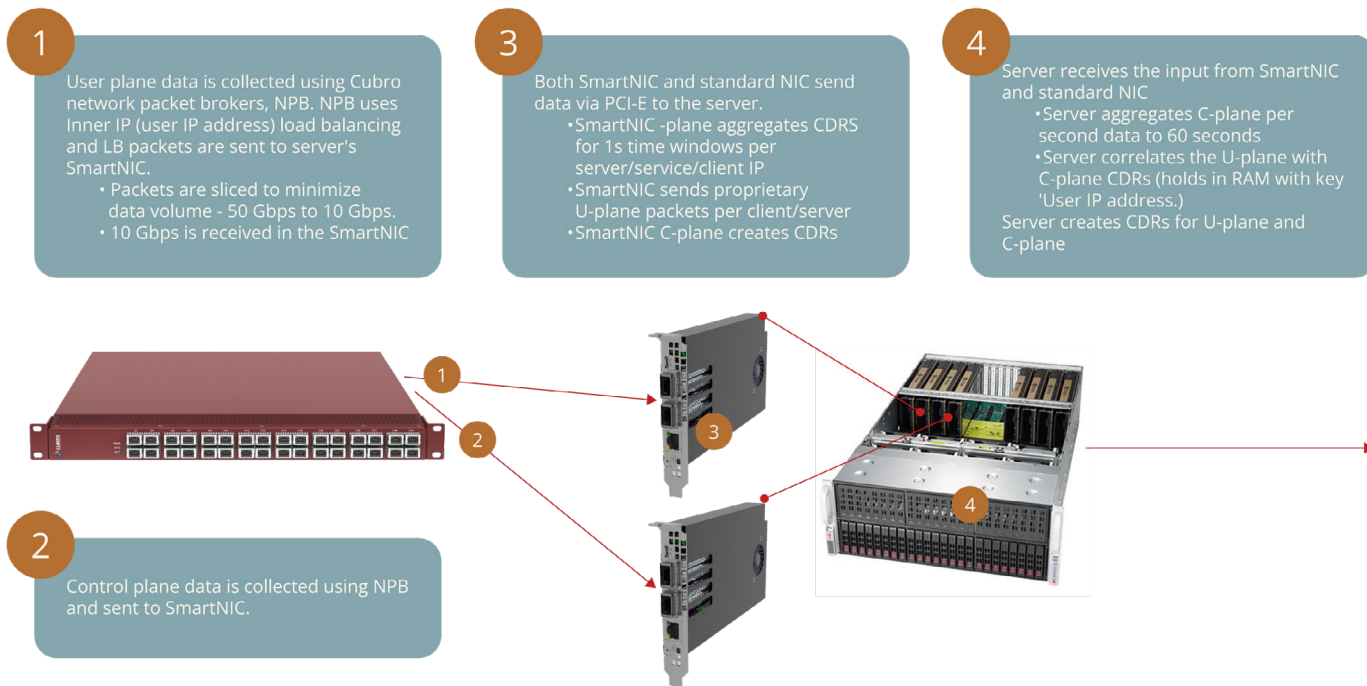 1
User plane data is collected using Cubro
network packet brokers, NPB. NPB uses
Inner IP (user IP address) load balancing
and LB packets are sent to server's
SmartNIC.
• Packets are sliced to minimize
data volume - 50 Gbps to 10 Gbps.
• 10 Gbps is received in the SmartNIC
3
Both SmartNIC and standard NIC send
data via PCI-E to the server.
•SmartNIC -plane aggregates CDRS
for 1s time windows per
server/service/client IP
•SmartNIC sends proprietary
U-plane packets per client/server
•SmartNIC C-plane creates CDRs
4
Server receives the input from SmartNIC
and standard NIC
•Server aggregates C-plane per
second data to 60 seconds
•Server correlates the U-plane with
C-plane CDRs (holds in RAM with key
'User IP address.)
Server creates CDRs for U-plane and
C-plane
1
2
3
4
2
Control plane data is collected using NPB
and sent to SmartNIC.